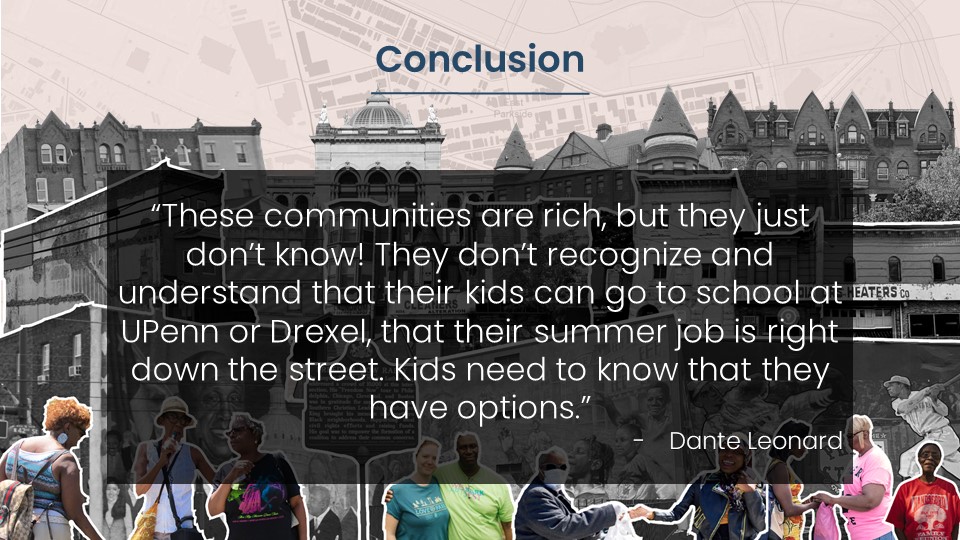 Conclusion
Parkside
“These communities are rich, but they just
don’t know! They don’t recognize and
understand that their kids can go to school at
UPenn or Drexel, that their summer job is right
down the street. Kids need to know that they
have options.”
- Dante Leonard
HEATERS Co